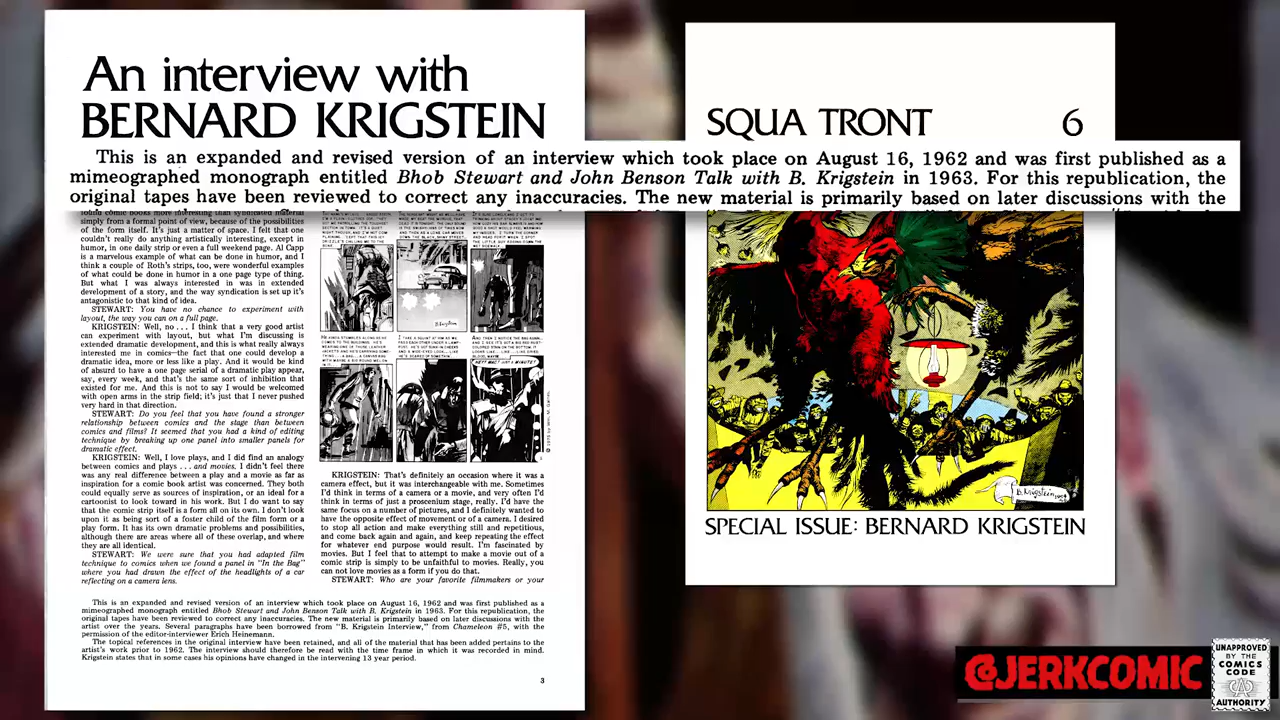 An interview with
BERNARD KRIGSTEIN
SQUA TRONT 6
This is an expanded and revised version of an interview which took place on August 16, 1962 and was first published as a
mimeographed monograph entitled Bhob Stewart and John Benson Talk with B. Krigstein in 1963. For this republication, the
original tapes have been reviewed to correct any inaccuracies. The new material is primarily based on later discussions with the
simply from a formal point of view, because of the possibilities
of the form itself. It's just a matter of space. I felt that one
couldn't really do anything artistically interesting, except in
humor, in one daily strip or even a full weekend page. Al Capp
is a marvelous example of what can be done in humor, and I
think a couple of Roth's strips, too, were wonderful examples
of what could be done in humor in a one page type of thing.
But what I was always interested in was in extended
development of a story, and the way syndication is set up it's
antagonistic to that kind of idea.
STEWART: You have no chance to experiment with
layout, the way you can on a full page.
KRIGSTEIN: Well, no . . . I think that a very good artist
can experiment with layout, but what I'm discussing is
extended dramatic development, and this is what really always
interested me in comics—the fact that one could develop a
dramatic idea, more or less like a play. And it would be kind
of absurd to have a one page serial of a dramatic play appear,
say, every week, and that's the same sort of inhibition that
existed for me. And this is not to say I would be welcomed
with open arms in the strip field; it's just that I never pushed
very hard in that direction.
STEWART: Do you feel that you have found a stronger
relationship between comics and the stage than between
comics and films? It seemed that you had a kind of editing
technique by breaking up one panel into smaller panels for
dramatic effect.
KRIGSTEIN: Well, I love plays, and I did find an analogy
between comics and plays . . . and movies. I didn't feel there
was any real difference between a play and a movie as far as
inspiration for a comic book artist was concerned. They both
could equally serve as sources of inspiration, or an ideal for a
cartoonist to look toward in his work. But I do want to say
that the comic strip itself is a form all on its own. I don't look
upon it as being sort of a foster child of the film form or a
play form. It has its own dramatic problems and possibilities,
although there are areas where all of these overlap, and where
they are all identical.
STEWART: We were sure that you had adapted film
technique to comics when we found a panel in "In the Bag"
where you had drawn the effect of the headlights of a car
reflecting on a camera lens.
KRIGSTEIN: That's definitely an occasion where it was a
camera effect, but it was interchangeable with me. Sometimes
I'd think in terms of a camera or a movie, and very often I'd
think in terms of just a proscenium stage, really. I'd have the
same focus on a number of pictures, and I definitely wanted to
have the opposite effect of movement or of a camera. I desired
to stop all action and make everything still and repetitious,
and come back again and again, and keep repeating the effect
for whatever end purpose would result. I'm fascinated by
movies. But I feel that to attempt to make a movie out of a
comic strip is simply to be unfaithful to movies. Really, you
can not love movies as a form if you do that.
STEWART: Who are your favorite filmmakers or your
This is an expanded and revised version of an interview which took place on August 16, 1962 and was first published as a
mimeographed monograph entitled Bhob Stewart and John Benson Talk with B. Krigstein in 1963. For this republication, the
original tapes have been reviewed to correct any inaccuracies. The new material is primarily based on later discussions with the
artist over the years. Several paragraphs have been borrowed from "B. Krigstein Interview," from Chameleon #5, with the
permission of the editor-interviewer Erich Heinemann.
The topical references in the original interview have been retained, and all of the material that has been added pertains to the
artist's work prior to 1962. The interview should therefore be read with the time frame in which it was recorded in mind.
Krigstein states that in some cases his opinions have changed in the intervening 13 year period.
3
B. Krigstein
SPECIAL ISSUE: BERNARD KRIGSTEIN
@JERKCOMIC
UNAPPROVED
BY THE
COMICS
CODE
AUTHORITY